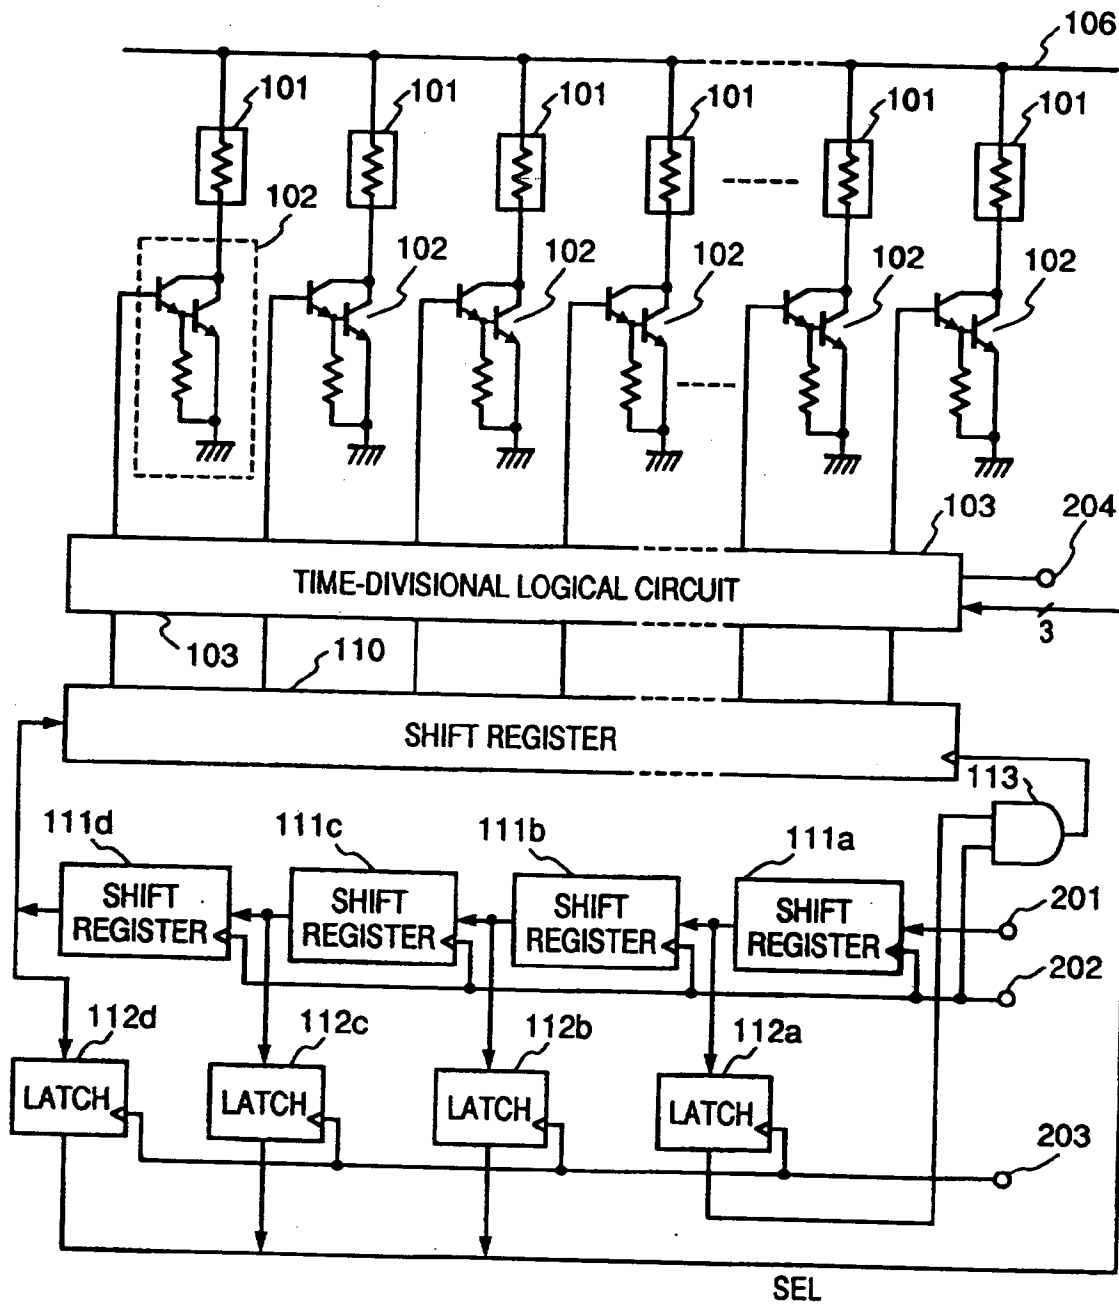 106
101 101 101 101 101 101
102
102 102 102 102 102
103
204
TIME-DIVISIONAL LOGICAL CIRCUIT
3
103
110
SHIFT REGISTER
113
111d 111c 111b 111a
SHIFT
REGISTER
SHIFT
REGISTER
SHIFT
REGISTER
SHIFT
REGISTER
201
202
112d 112c 112b 112a
LATCH LATCH LATCH LATCH
203
SEL